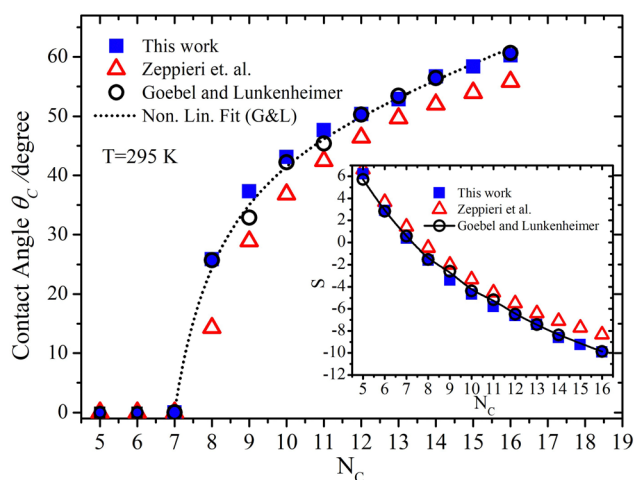 This work
Zeppieri et. al.
Goebel and Lunkenheimer
Non. Lin. Fit (G&L)
T=295 K
Contact Angle θC /degree
60
50
40
30
20
10
0
5 6 7 8 9 10 11 12 13 14 15 16 17 18 19
NC
This work
Zeppieri et al.
Goebel and Lunkenheimer
S
6
4
2
0
-2
-4
-6
-8
-10
-12
5 6 7 8 9 10 11 12 13 14 15 16
NC